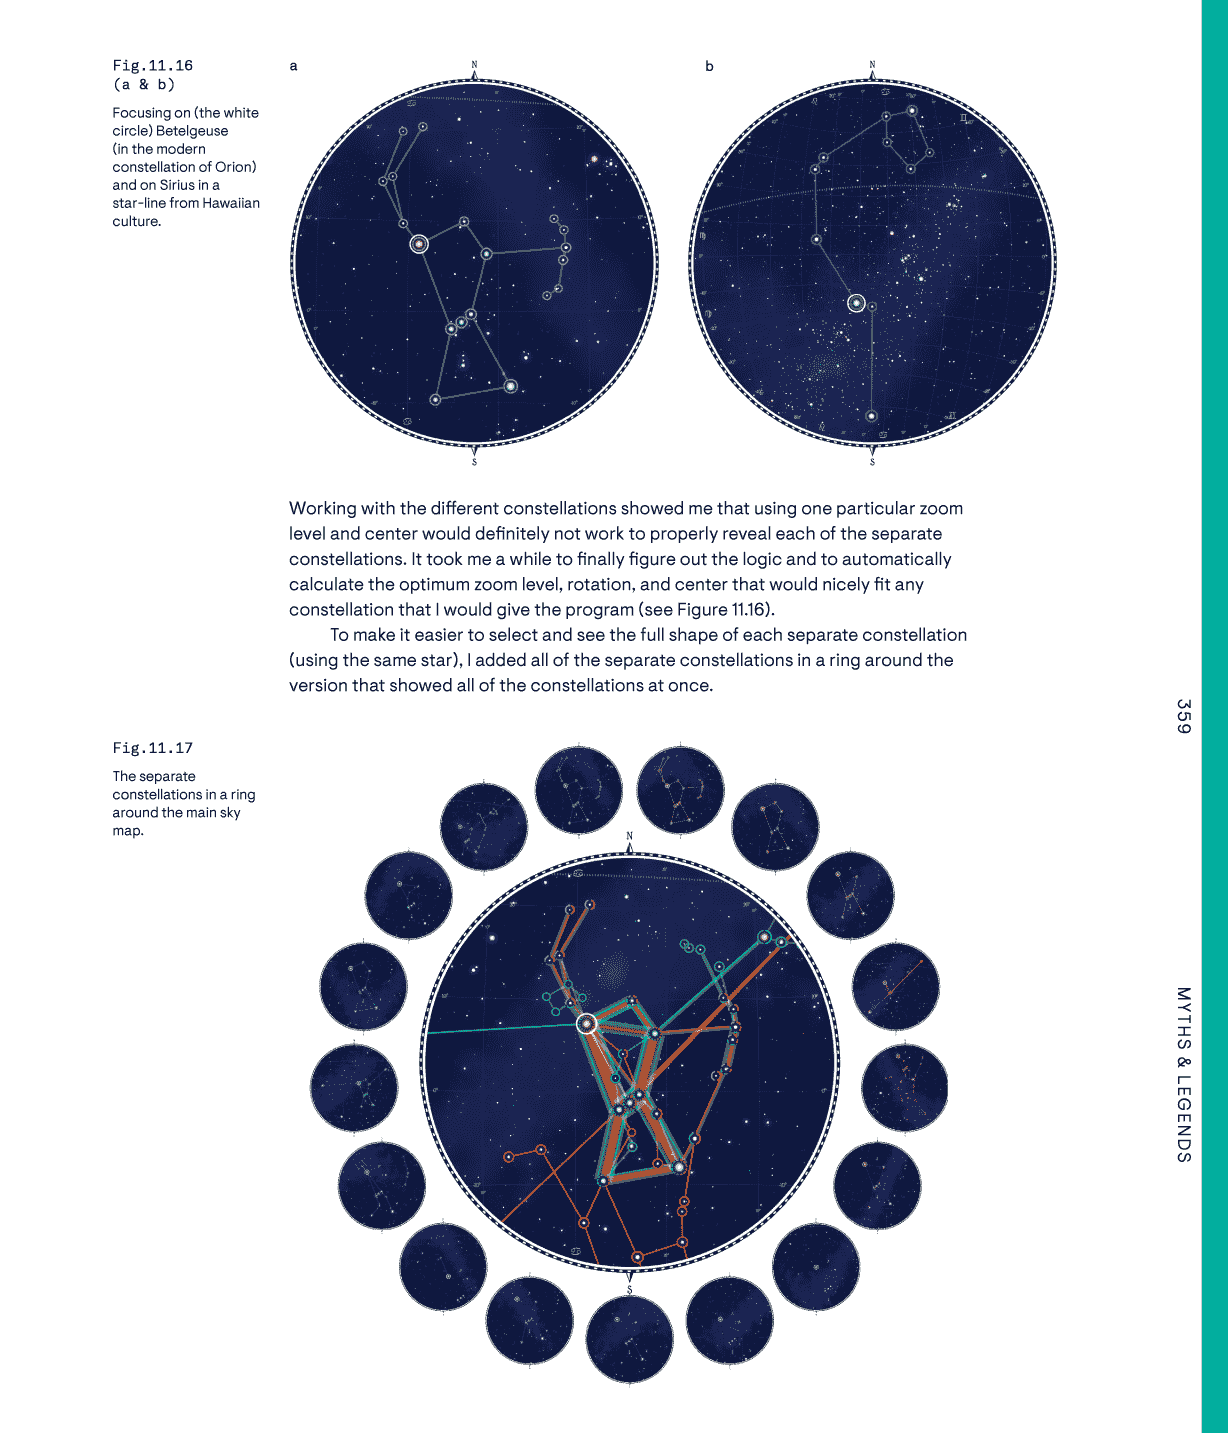 Fig.11.16
(a & b)
Focusing on (the white
circle) Betelgeuse
(in the modern
constellation of Orion)
and on Sirius in a
star-line from Hawaiian
culture.
a
N
S
b
N
S
Working with the different constellations showed me that using one particular zoom
level and center would definitely not work to properly reveal each of the separate
constellations. It took me a while to finally figure out the logic and to automatically
calculate the optimum zoom level, rotation, and center that would nicely fit any
constellation that I would give the program (see Figure 11.16).
To make it easier to select and see the full shape of each separate constellation
(using the same star), I added all of the separate constellations in a ring around the
version that showed all of the constellations at once.
Fig.11.17
The separate
constellations in a ring
around the main sky
map.
N
S
359
MYTHS & LEGENDS